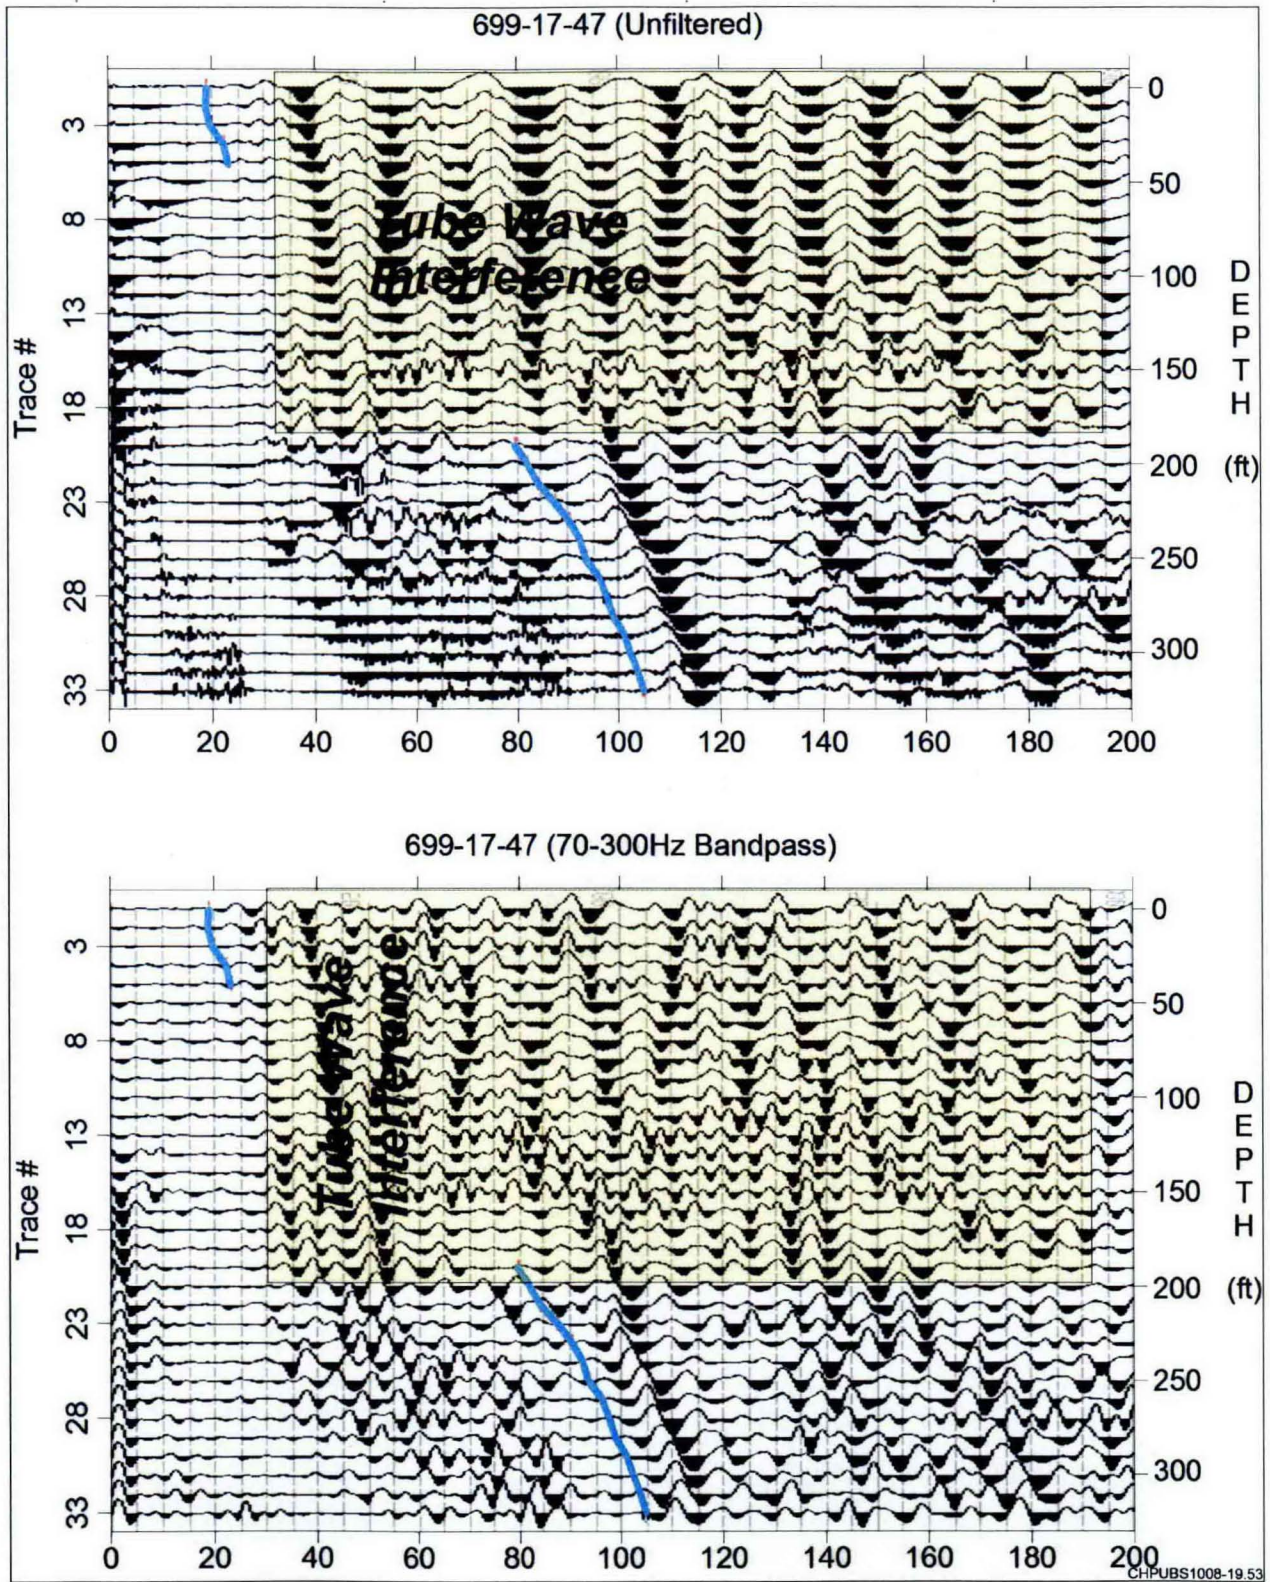 699-17-47 (Unfiltered)
Tube Wave
Interference
Trace #
3
8
13
18
23
28
33
0
50
100
150
200
250
300
DEPTH
(ft)
0 20 40 60 80 100 120 140 160 180 200
699-17-47 (70-300Hz Bandpass)
Tube Wave
Interference
Trace #
3
8
13
18
23
28
33
0
50
100
150
200
250
300
DEPTH
(ft)
0 20 40 60 80 100 120 140 160 180 200
CHPUBS1008-19.53